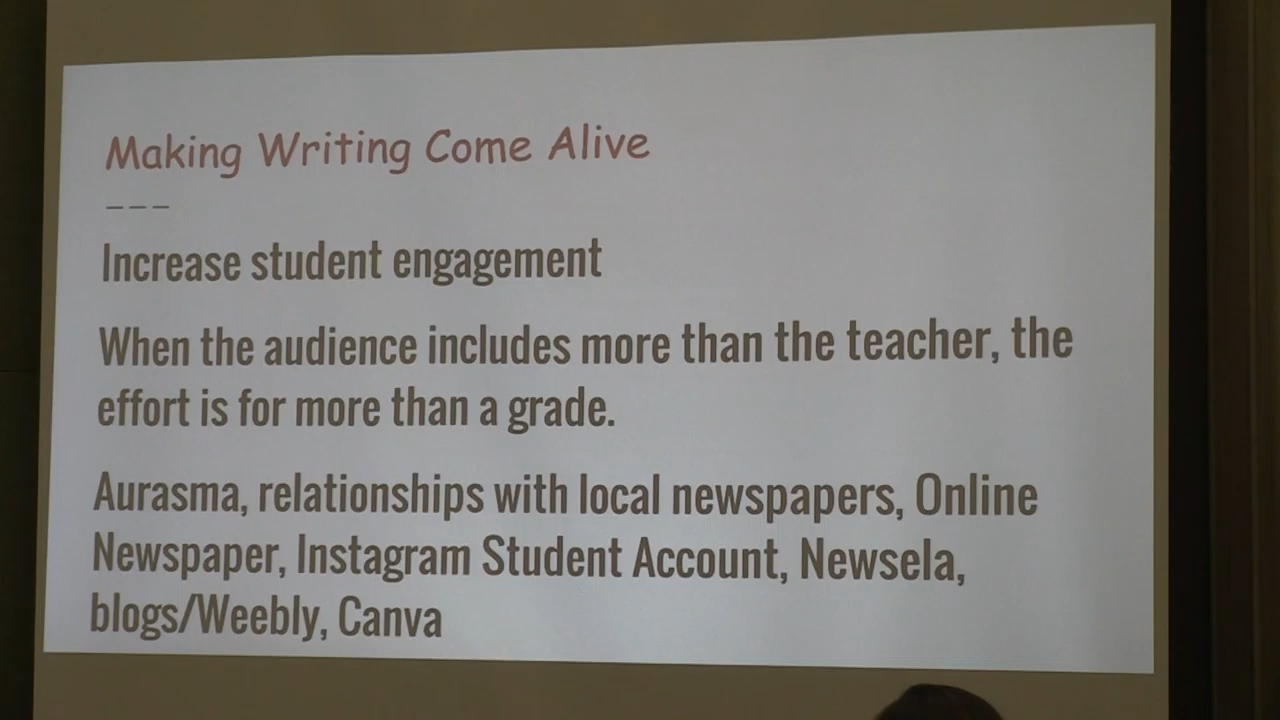 Making Writing Come Alive
---
Increase student engagement
When the audience includes more than the teacher, the
effort is for more than a grade.
Aurasma, relationships with local newspapers, Online
Newspaper, Instagram Student Account, Newsela,
blogs/Weebly, Canva